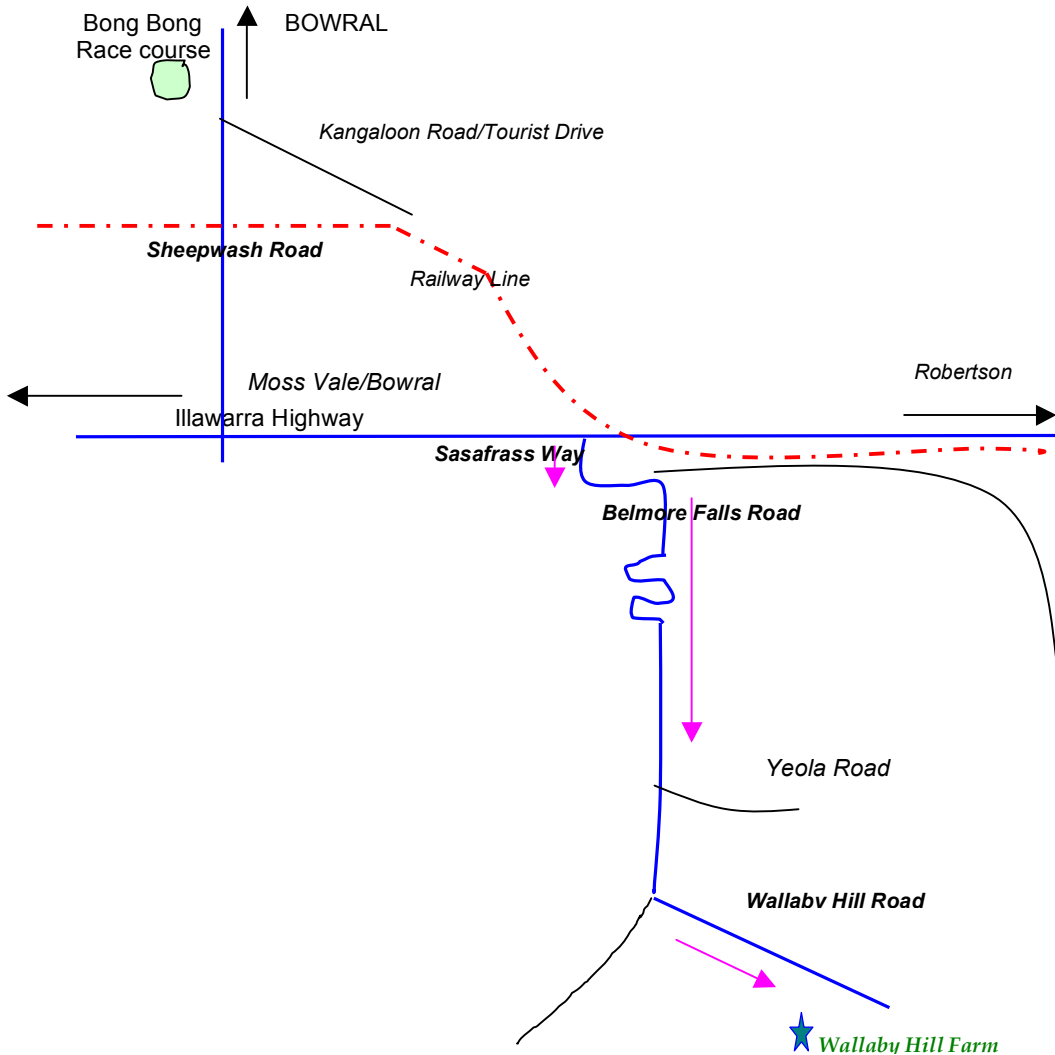 Bong Bong
Race course
BOWRAL
Kangaloon Road/Tourist Drive
Sheepwash Road
Railway Line
Moss Vale/Bowral
Robertson
Illawarra Highway
Sasafrass Way
Belmore Falls Road
Yeola Road
Wallaby Hill Road
Wallaby Hill Farm